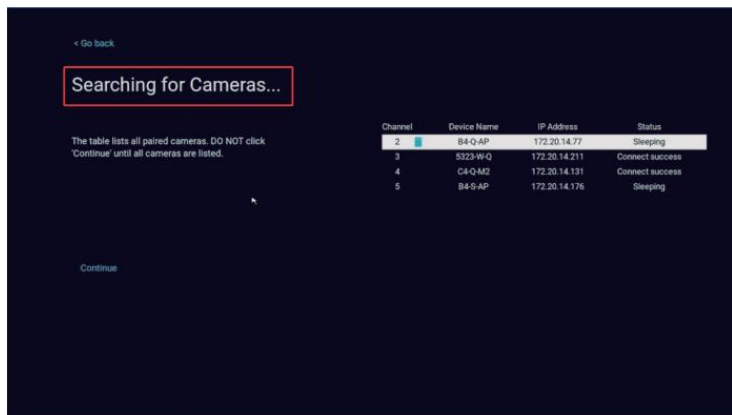 < Go back
Searching for Cameras...
The table lists all paired cameras. DO NOT click
'Continue' until all cameras are listed.
Channel Device Name IP Address Status
2 B4-Q-AP 172.20.14.77 Sleeping
3 5323-W-Q 172.20.14.211 Connect success
4 C4-Q-M2 172.20.14.131 Connect success
5 B4-S-AP 172.20.14.176 Sleeping
Continue